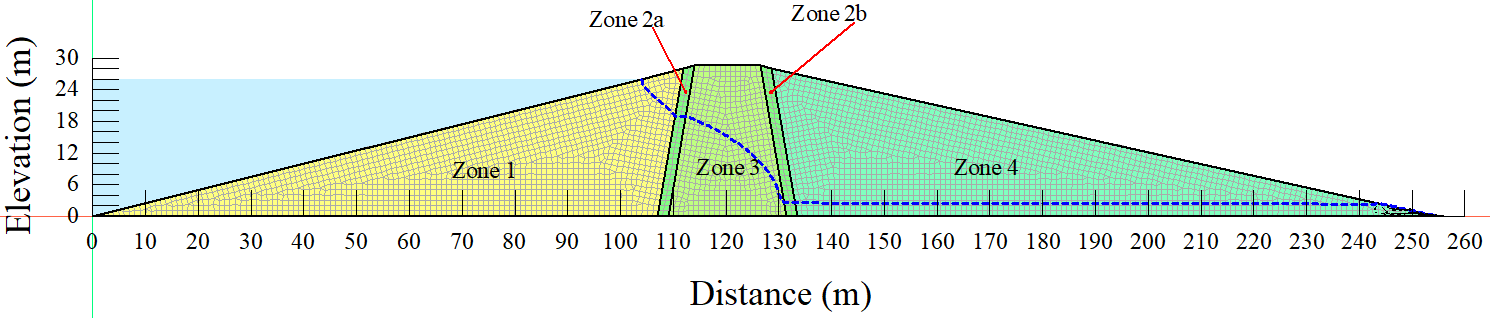 Zone 2a
Zone 2b
Elevation (m)
30
24
18
12
6
0
Zone 1
Zone 3
Zone 4
0 10 20 30 40 50 60 70 80 90 100 110 120 130 140 150 160 170 180 190 200 210 220 230 240 250 260
Distance (m)